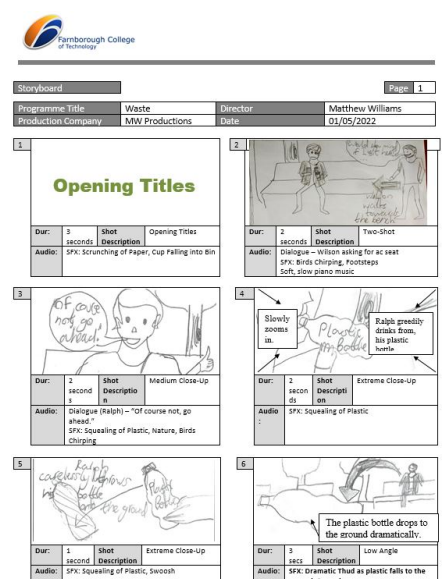 Farnborough College
of Technology
Storyboard Page 1
Programme Title Waste Director Matthew Williams
Production Company MW Productions Date 01/05/2022
1
Opening Titles
Dur: 3 seconds Shot Description Opening Titles
Audio: SFX: Scrunching of Paper, Cup Falling into Bin
2
Dur: 2 seconds Shot Description Two-Shot
Audio: Dialogue – Wilson asking for ac seat
SFX: Birds Chirping, Footsteps
Soft, slow piano music
3
Of course
not, go
ahead!
Dur: 2 seconds Shot Description Medium Close-Up
Audio: Dialogue (Ralph) – "Of course not, go
ahead."
SFX: Squealing of Plastic, Nature, Birds
Chirping
4
Slowly
zooms
in.
Plastic
Bottle
Ralph greedily
drinks from,
his plastic
bottle
Dur: 2 seconds Shot Description Extreme Close-Up
Audio: SFX: Squealing of Plastic
5
Ralph
carelessly throws
his bottle
the ground
Plastic
Bottle
Dur: 1 second Shot Description Extreme Close-Up
Audio: SFX: Squealing of Plastic, Swoosh
6
The plastic bottle drops to
the ground dramatically.
Dur: 3 secs Shot Description Low Angle
Audio: SFX: Dramatic Thud as plastic falls to the